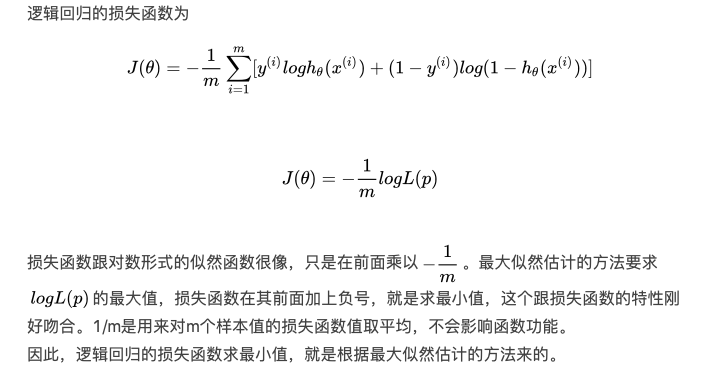 逻辑回归的损失函数为
J(θ) = −\frac{1}{m} \sum_{i=1}^{m} [y^{(i)}logh_θ(x^{(i)}) + (1 − y^{(i)})log(1 − h_θ(x^{(i)}))]
J(θ) = −\frac{1}{m} logL(p)
损失函数跟对数形式的似然函数很像，只是在前面乘以 −\frac{1}{m} 。最大似然估计的方法要求
logL(p) 的最大值，损失函数在其前面加上负号，就是求最小值，这个跟损失函数的特性刚
好吻合。1/m是用来对m个样本值的损失函数值取平均，不会影响函数功能。
因此，逻辑回归的损失函数求最小值，就是根据最大似然估计的方法来的。